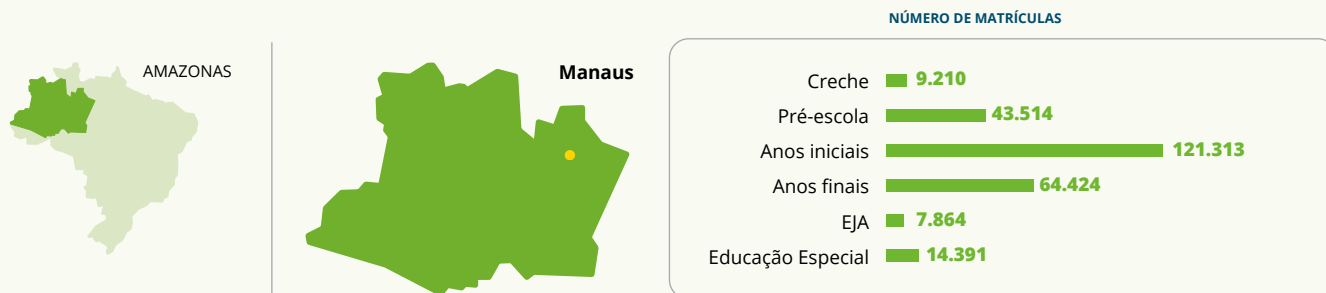 NÚMERO DE MATRÍCULAS
AMAZONAS
Manaus
Creche 9.210
Pré-escola 43.514
Anos iniciais 121.313
Anos finais 64.424
EJA 7.864
Educação Especial 14.391